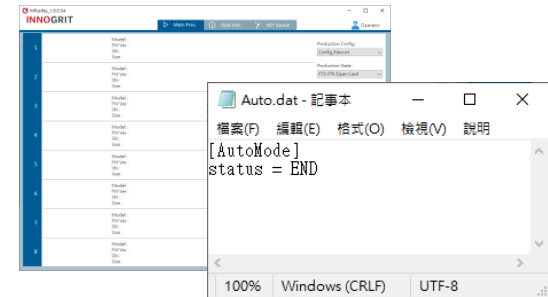 INNOGRIT
Main Proc.
Disk Info.
Operator
1
Model :
FW Ver :
SN :
Size :
Production Config :
Config_Files.ini
2
Model :
FW Ver :
SN :
Size :
Production State :
3
Model :
FW Ver :
SN :
Size :
4
Model :
FW Ver :
SN :
Size :
5
Model :
FW Ver :
SN :
Size :
6
Model :
FW Ver :
SN :
Size :
7
Model :
FW Ver :
SN :
Size :
8
Model :
FW Ver :
SN :
Size :
Auto.dat - 記事本
檔案(F) 編輯(E) 格式(O) 檢視(V) 說明
[AutoMode]
status = END
100% Windows (CRLF) UTF-8